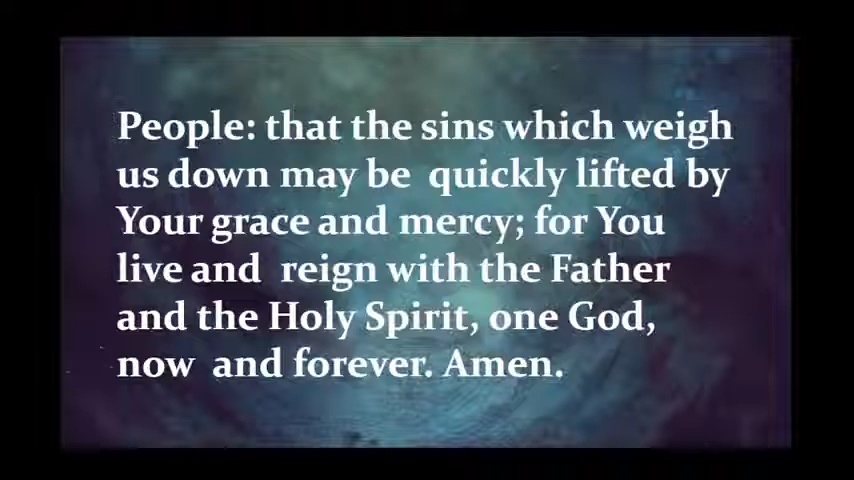 People: that the sins which weigh
us down may be quickly lifted by
Your grace and mercy; for You
live and reign with the Father
and the Holy Spirit, one God,
now and forever. Amen.